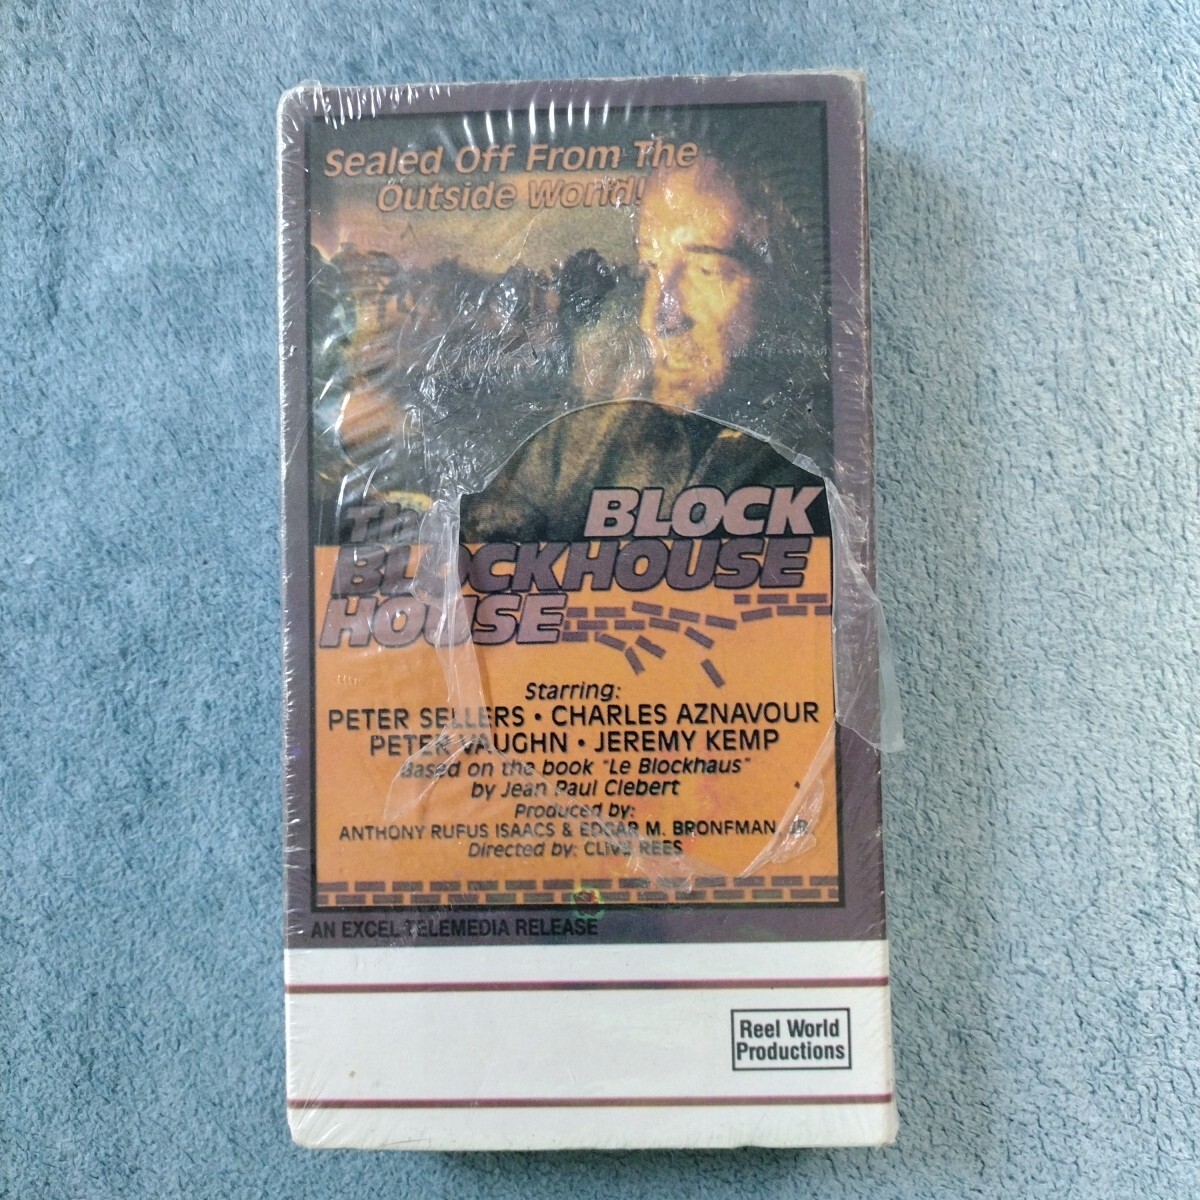 Sealed Off From The
Outside World!
The BLOCK
BLOCKHOUSE
HOUSE
Starring:
PETER SELLERS • CHARLES AZNAVOUR
PETER VAUGHN • JEREMY KEMP
Based on the book "Le Blockhaus"
by Jean Paul Clebert
Produced by:
ANTHONY RUFUS ISAACS & EDGAR M. BRONFMAN, JR.
Directed by: CLIVE REES
AN EXCEL TELEMEDIA RELEASE
Reel World
Productions